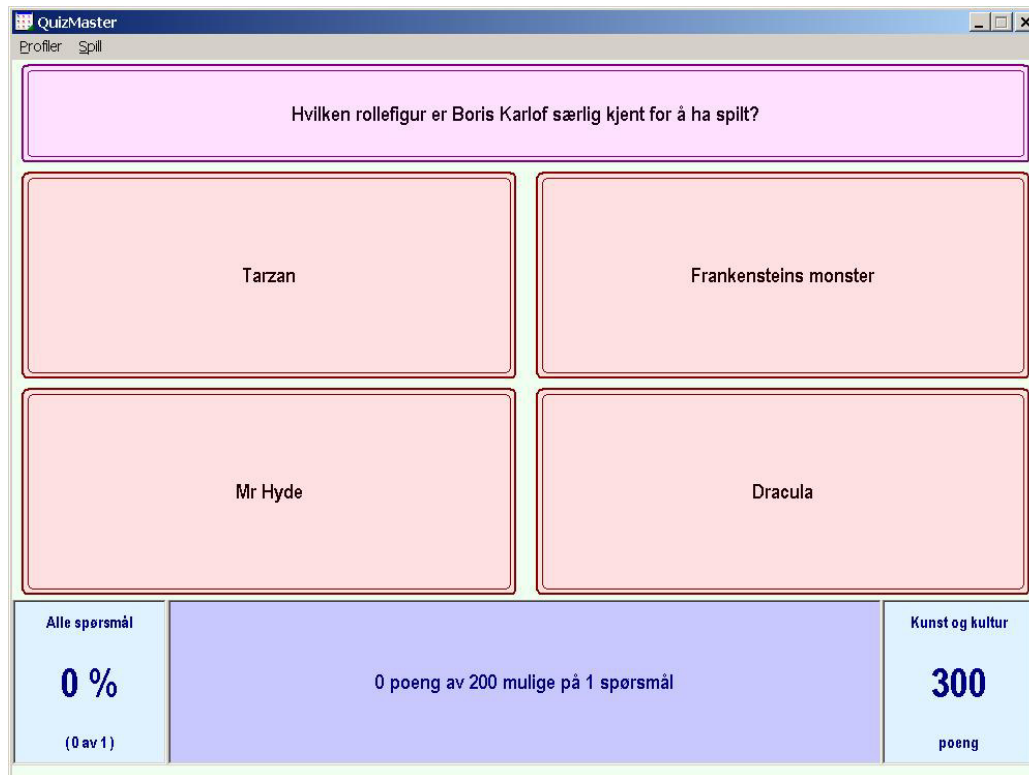 QuizMaster
Profiler Spill
Hvilken rollefigur er Boris Karlof særlig kjent for å ha spilt?
Tarzan
Frankensteins monster
Mr Hyde
Dracula
Alle spørsmål
0 %
(0 av 1)
0 poeng av 200 mulige på 1 spørsmål
Kunst og kultur
300
poeng